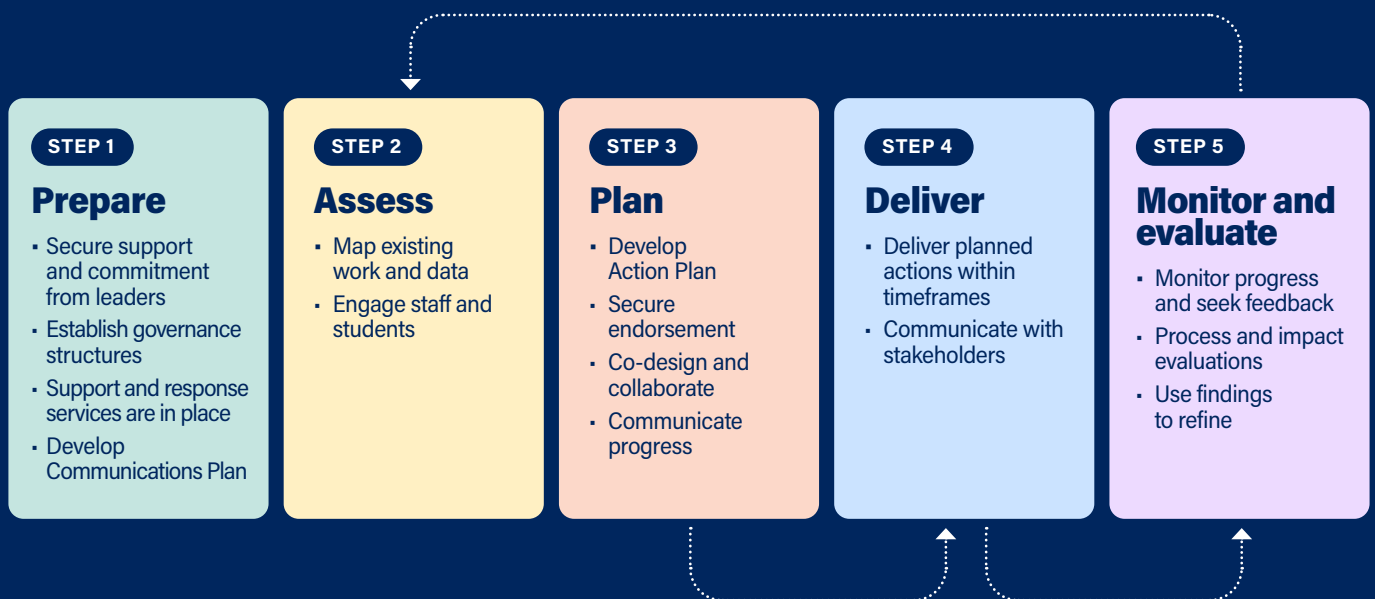 STEP 1
Prepare
▪ Secure support
and commitment
from leaders
▪ Establish governance
structures
▪ Support and response
services are in place
▪ Develop
Communications Plan
STEP 2
Assess
▪ Map existing
work and data
▪ Engage staff and
students
STEP 3
Plan
▪ Develop
Action Plan
▪ Secure
endorsement
▪ Co-design and
collaborate
▪ Communicate
progress
STEP 4
Deliver
▪ Deliver planned
actions within
timeframes
▪ Communicate with
stakeholders
STEP 5
Monitor and
evaluate
▪ Monitor progress
and seek feedback
▪ Process and impact
evaluations
▪ Use findings
to refine